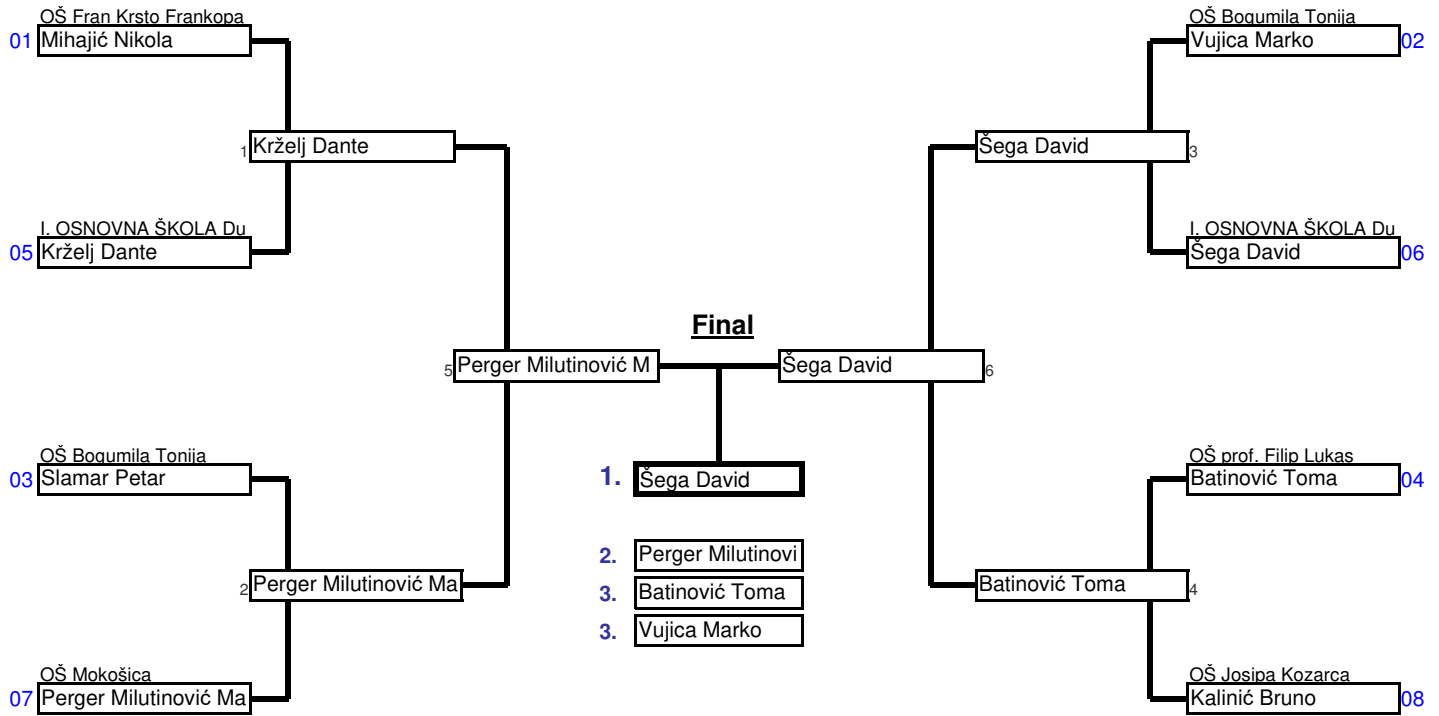 OŠ Fran Krsto Frankopa
01 Mihajić Nikola
OŠ Bogumila Tonija
Vujica Marko 02
1 Krželj Dante
Šega David 3
I. OSNOVNA ŠKOLA Du
05 Krželj Dante
I. OSNOVNA ŠKOLA Du
Šega David 06
Final
5 Perger Milutinović M
Šega David 6
OŠ Bogumila Tonija
03 Slamar Petar
1. Šega David
OŠ prof. Filip Lukas
Batinović Toma 04
2. Perger Milutinovi
3. Batinović Toma
3. Vujica Marko
2 Perger Milutinović Ma
Batinović Toma 4
OŠ Mokošica
07 Perger Milutinović Ma
OŠ Josipa Kozarca
Kalinić Bruno 08